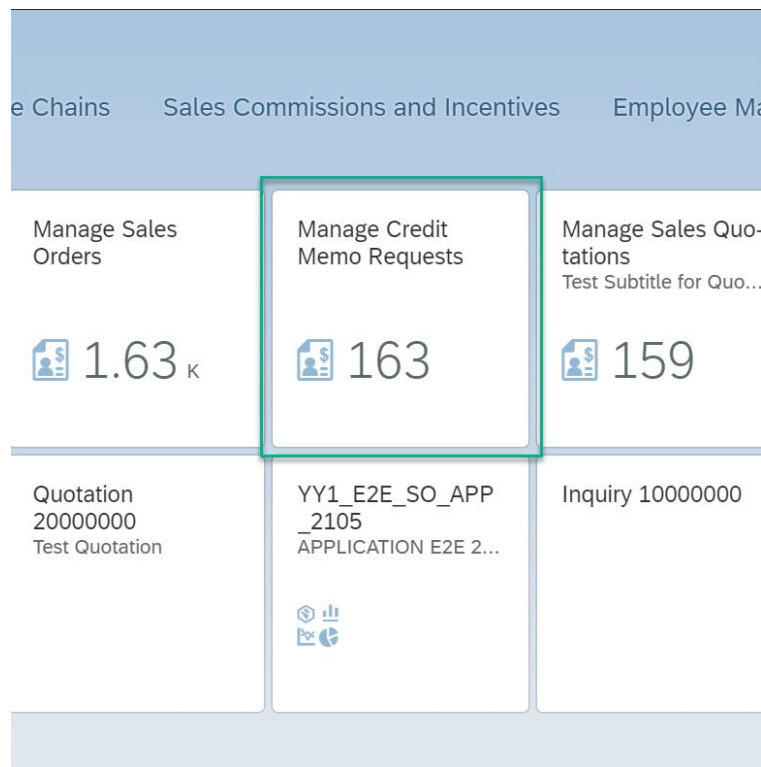 e Chains Sales Commissions and Incentives Employee Ma
Manage Sales
Orders
1.63 K
Manage Credit
Memo Requests
163
Manage Sales Quo-
tations
Test Subtitle for Quo...
159
Quotation
20000000
Test Quotation
YY1_E2E_SO_APP
_2105
APPLICATION E2E 2...
Inquiry 10000000